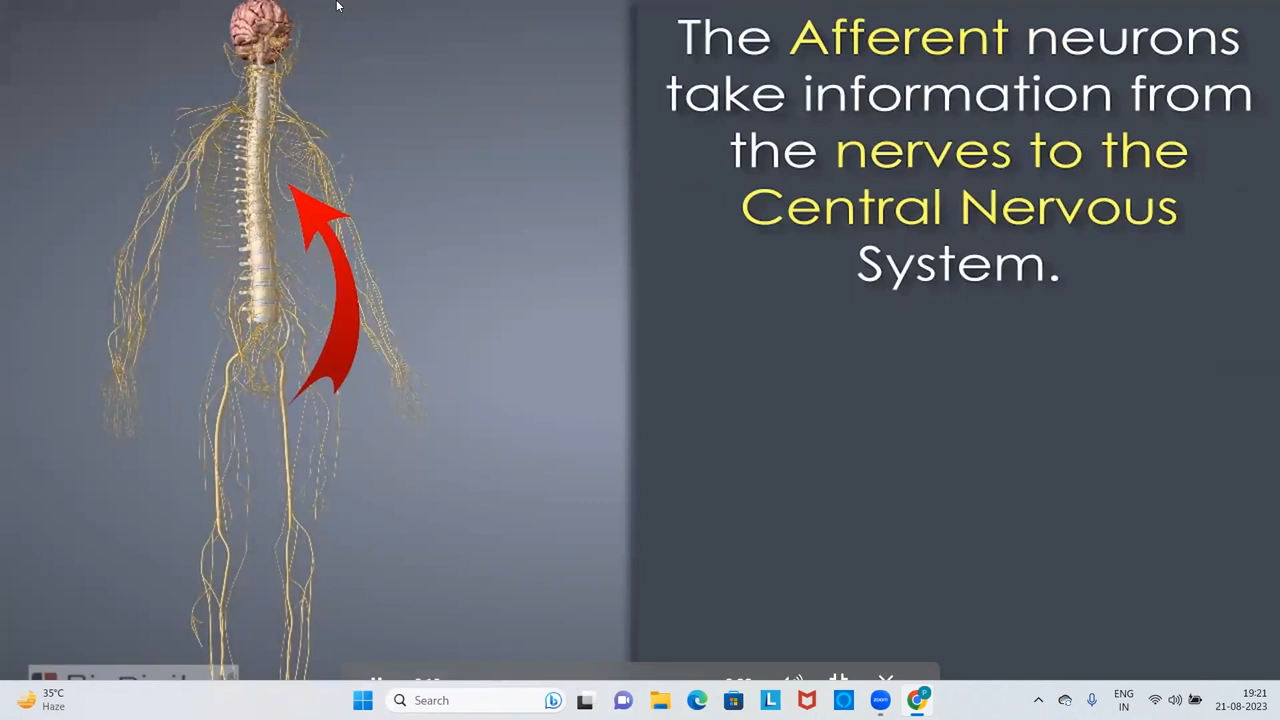 The Afferent neurons
take information from
the nerves to the
Central Nervous
System.
35°C
Haze
Search
zoom
ENG
IN
19:21
21-08-2023